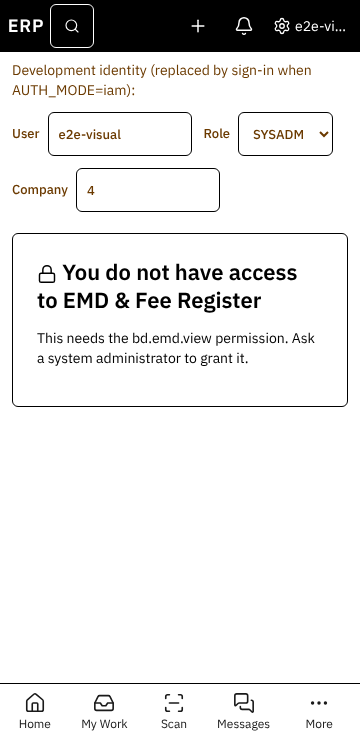 ERP
e2e-vi...
Development identity (replaced by sign-in when
AUTH_MODE=iam):
User
e2e-visual
Role
SYSADM
Company
4
You do not have access
to EMD & Fee Register
This needs the bd.emd.view permission. Ask
a system administrator to grant it.
Home
My Work
Scan
Messages
More